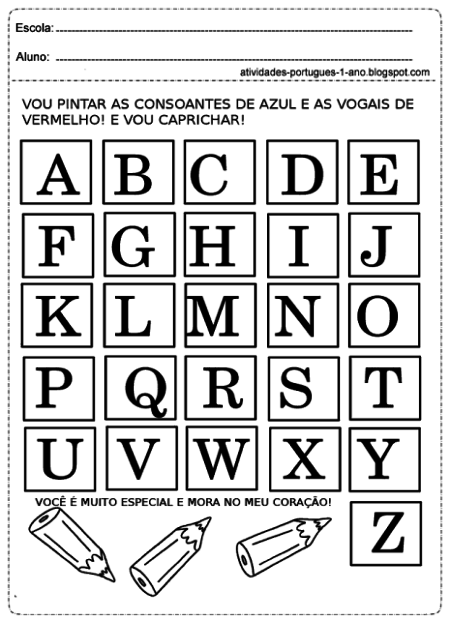 Escola:
Aluno:
atividades-portugues-1-ano.blogspot.com
VOU PINTAR AS CONSOANTES DE AZUL E AS VOGAIS DE
VERMELHO! E VOU CAPRICHAR!
A B C D E
F G H I J
K L M N O
P Q R S T
U V W X Y
VOCÊ É MUITO ESPECIAL E MORA NO MEU CORAÇÃO!
Z